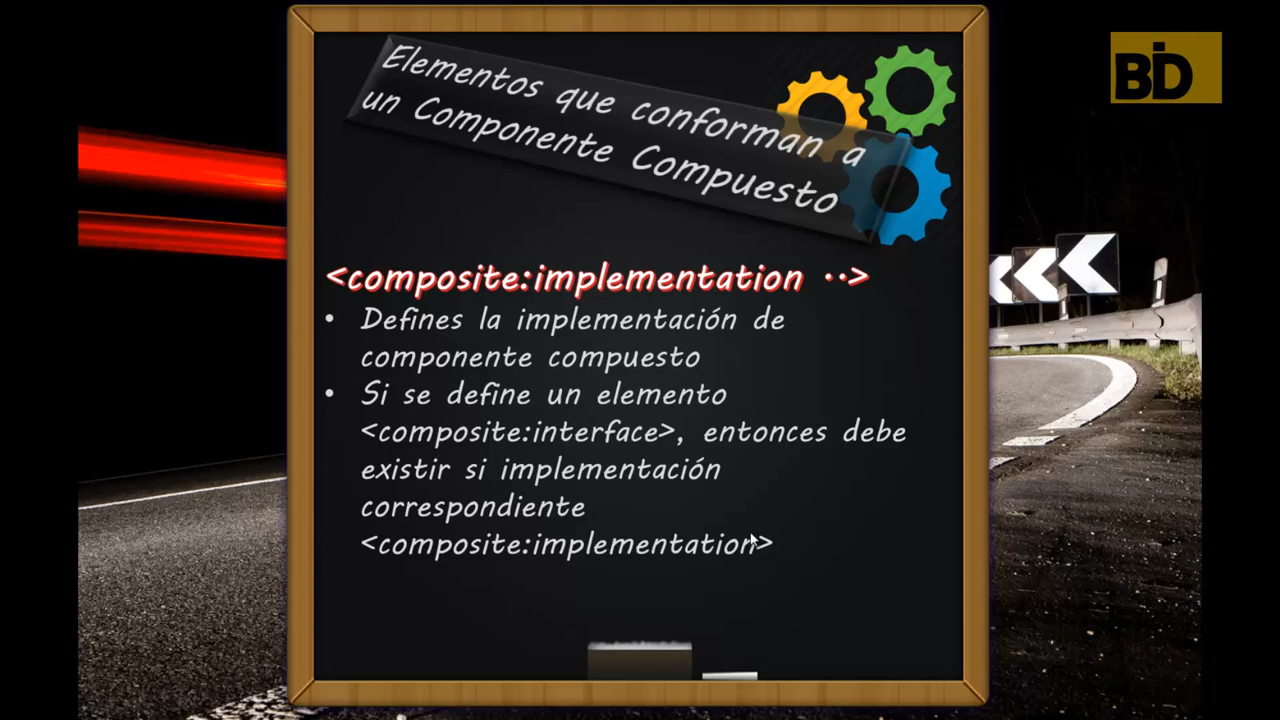 Elementos que conforman a
un Componente Compuesto
BID
<composite:implementation ··>
• Defines la implementación de
componente compuesto
• Si se define un elemento
<composite:interface>, entonces debe
existir si implementación
correspondiente
<composite:implementation>